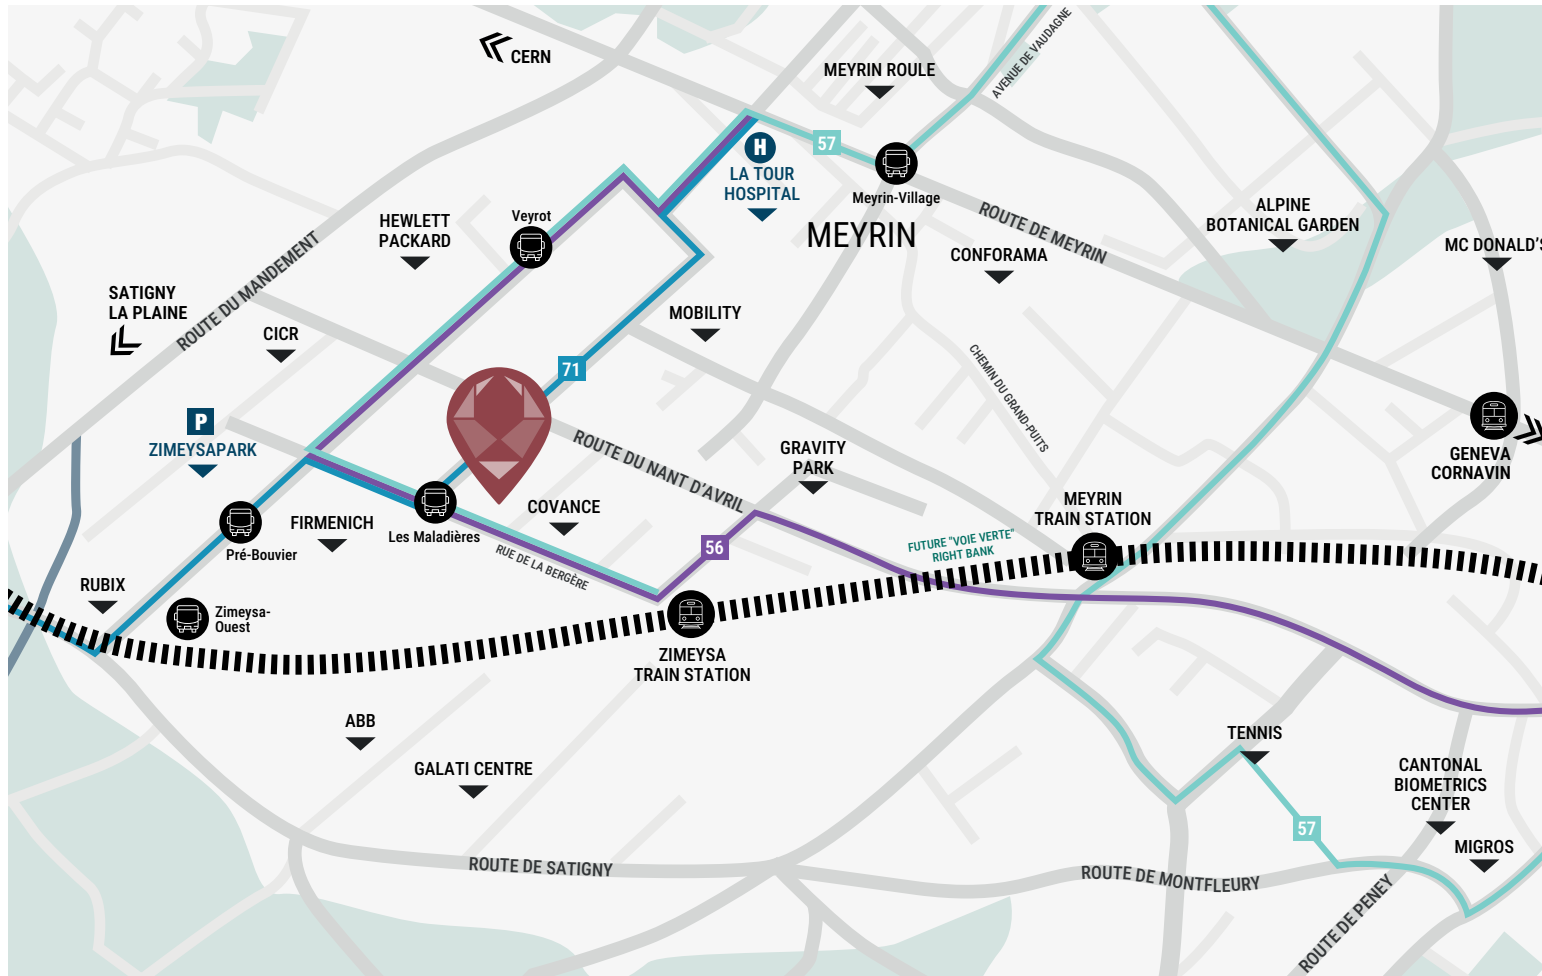 CERN
MEYRIN ROULE
AVENUE DE VAUDAGNE
57
H
LA TOUR
HOSPITAL
Meyrin-Village
MEYRIN
ROUTE DE MEYRIN
ALPINE
BOTANICAL GARDEN
MC DONALD'S
HEWLETT
PACKARD
Veyrot
CONFORAMA
ROUTE DU MANDEMENT
SATIGNY
LA PLAINE
CICR
MOBILITY
71
CHEMIN DU GRAND-PUITS
P
ZIMEYSAPARK
ROUTE DU NANT D'AVRIL
GRAVITY
PARK
GENEVA
CORNAVIN
MEYRIN
TRAIN STATION
COVANCE
FIRMENICH
Les Maladières
Pré-Bouvier
RUE DE LA BERGÈRE
56
FUTURE "VOIE VERTE"
RIGHT BANK
RUBIX
Zimeysa-
Ouest
ZIMEYSA
TRAIN STATION
ABB
GALATI CENTRE
TENNIS
CANTONAL
BIOMETRICS
CENTER
57
MIGROS
ROUTE DE SATIGNY
ROUTE DE MONTFLEURY
ROUTE DE PENEY